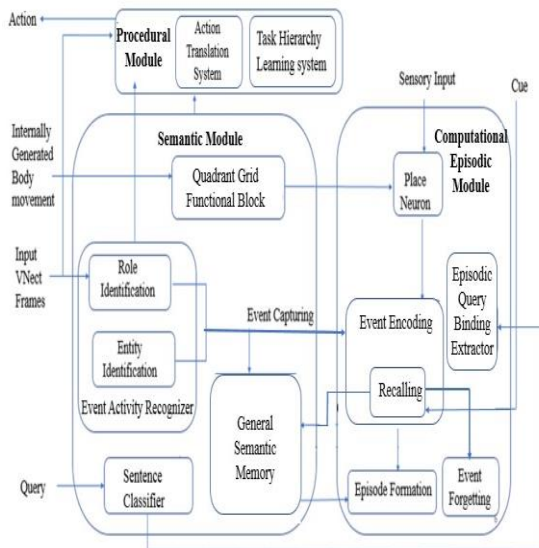 Action
Procedural
Module
Action
Translation
System
Task Hierarchy
Learning system
Sensory Input
Cue
Internally
Generated
Body
movement
Semantic Module
Quadrant Grid
Functional Block
Computational
Episodic
Module
Place
Neuron
Input
VNect
Frames
Role
Identification
Entity
Identification
Event Activity Recognizer
Event Capturing
Event Encoding
Recalling
Episodic
Query
Binding
Extractor
General
Semantic
Memory
Query
Sentence
Classifier
Episode Formation
Event
Forgetting